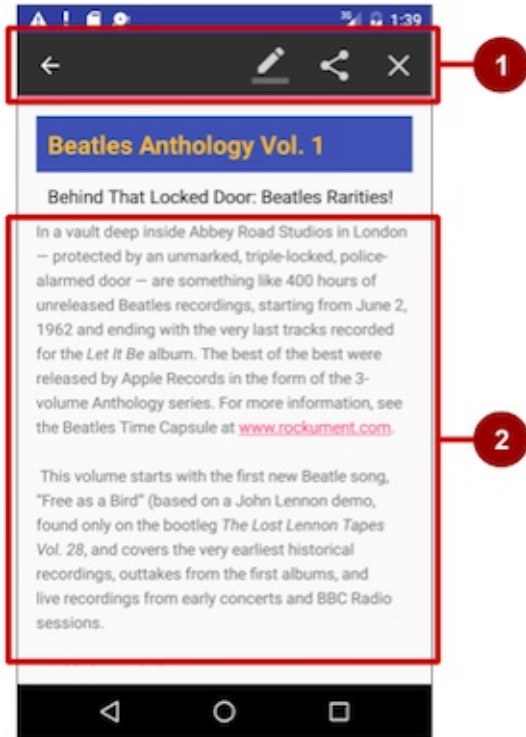 3G 1:39
1
Beatles Anthology Vol. 1
Behind That Locked Door: Beatles Rarities!
In a vault deep inside Abbey Road Studios in London
— protected by an unmarked, triple-locked, police-
alarmed door — are something like 400 hours of
unreleased Beatles recordings, starting from June 2,
1962 and ending with the very last tracks recorded
for the Let It Be album. The best of the best were
released by Apple Records in the form of the 3-
volume Anthology series. For more information, see
the Beatles Time Capsule at www.rockument.com.
2
This volume starts with the first new Beatle song,
“Free as a Bird” (based on a John Lennon demo,
found only on the bootleg The Lost Lennon Tapes
Vol. 28, and covers the very earliest historical
recordings, outtakes from the first albums, and
live recordings from early concerts and BBC Radio
sessions.